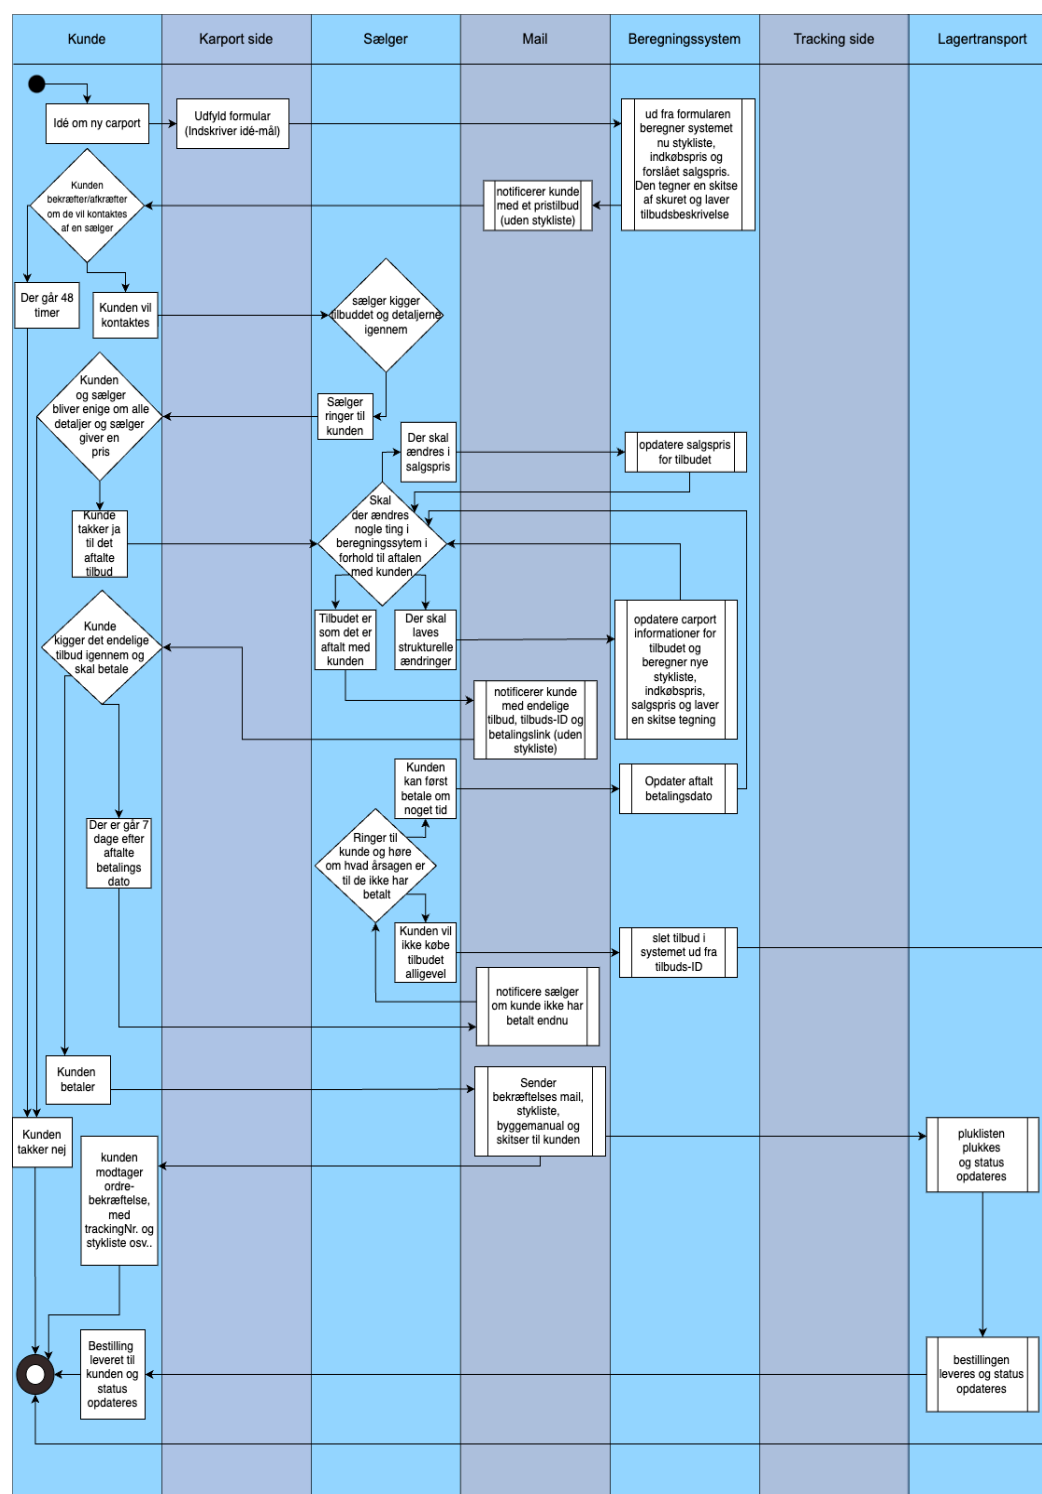 Kunde
Karport side
Sælger
Mail
Beregningssystem
Tracking side
Lagertransport
Idé om ny carport
Udfyld formular
(Indskriver idé-mål)
ud fra formularen
beregner systemet
nu stykliste,
indkøbspris og
forslået salgspris.
Den tegner en skitse
af skuret og laver
tilbudsbeskrivelse
Kunden
bekræfter/afkræfter
om de vil kontaktes
af en sælger
notificerer kunde
med et pristilbud
(uden stykliste)
Der går 48
timer
Kunden vil
kontaktes
sælger kigger
tilbuddet og detaljerne
igennem
Kunden
og sælger
bliver enige om alle
detaljer og sælger
giver en
pris
Sælger
ringer til
kunden
Der skal
ændres i
salgspris
opdatere salgspris
for tilbudet
Kunde
takker ja
til det
aftalte
tilbud
Skal
der ændres
nogle ting i
beregningssytem i
forhold til aftalen
med kunden
Kunde
kigger det endelige
tilbud igennem og
skal betale
Tilbudet er
som det er
aftalt med
kunden
Der skal
laves
strukturelle
ændringer
opdatere carport
informationer for
tilbudet og
beregner nye
stykliste,
indkøbspris,
salgspris og laver
en skitse tegning
notificerer kunde
med endelige
tilbud, tilbuds-ID og
betalingslink (uden
stykliste)
Kunden
kan først
betale om
noget tid
Opdater aftalt
betalingsdato
Der er går 7
dage efter
aftalte
betalings
dato
Ringer til
kunde og høre
om hvad årsagen er
til de ikke har
betalt
Kunden vil
ikke købe
tilbudet
alligevel
slet tilbud i
systemet ud fra
tilbuds-ID
notificere sælger
om kunde ikke har
betalt endnu
Kunden
betaler
Sender
bekræftelses mail,
stykliste,
byggemanual og
skitser til kunden
Kunden
takker nej
kunden
modtager
ordre-
bekræftelse,
med
trackingNr. og
stykliste osv..
pluklisten
plukkes
og status
opdateres
Bestilling
leveret til
kunden og
status
opdateres
bestillingen
leveres og status
opdateres